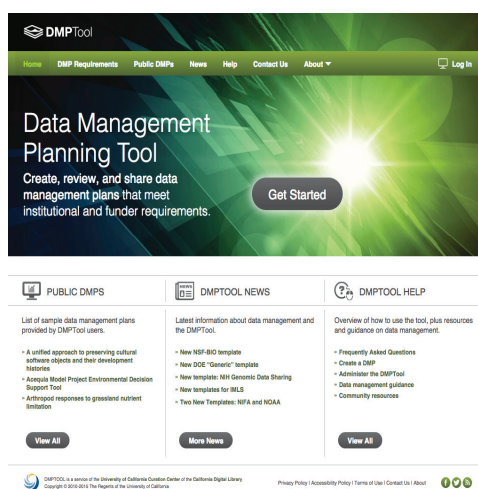 DMPTool
Home DMP Requirements Public DMPs News Help Contact Us About Log In
Data Management
Planning Tool
Create, review, and share data
management plans that meet
institutional and funder requirements.
Get Started
PUBLIC DMPS
List of sample data management plans
provided by DMPTool users.
A unified approach to preserving cultural
software objects and their development
histories
Acequia Model Project Environmental Decision
Support Tool
Arthropod responses to grassland nutrient
limitation
View All
NEWS
DMPTOOL NEWS
Latest information about data management and
the DMPTool.
New NSF-BIO template
New DOE "Generic" template
New template: NIH Genomic Data Sharing
New templates for IMLS
Two New Templates: NIFA and NOAA
More News
DMPTOOL HELP
Overview of how to use the tool, plus resources
and guidance on data management.
Frequently Asked Questions
Create a DMP
Administer the DMPTool
Data management guidance
Community resources
View All
DMPTOOL is a service of the University of California Curation Center of the California Digital Library
Copyright © 2010-2015 The Regents of the University of California
Privacy Policy | Accessibility Policy | Terms of Use | Contact Us | About